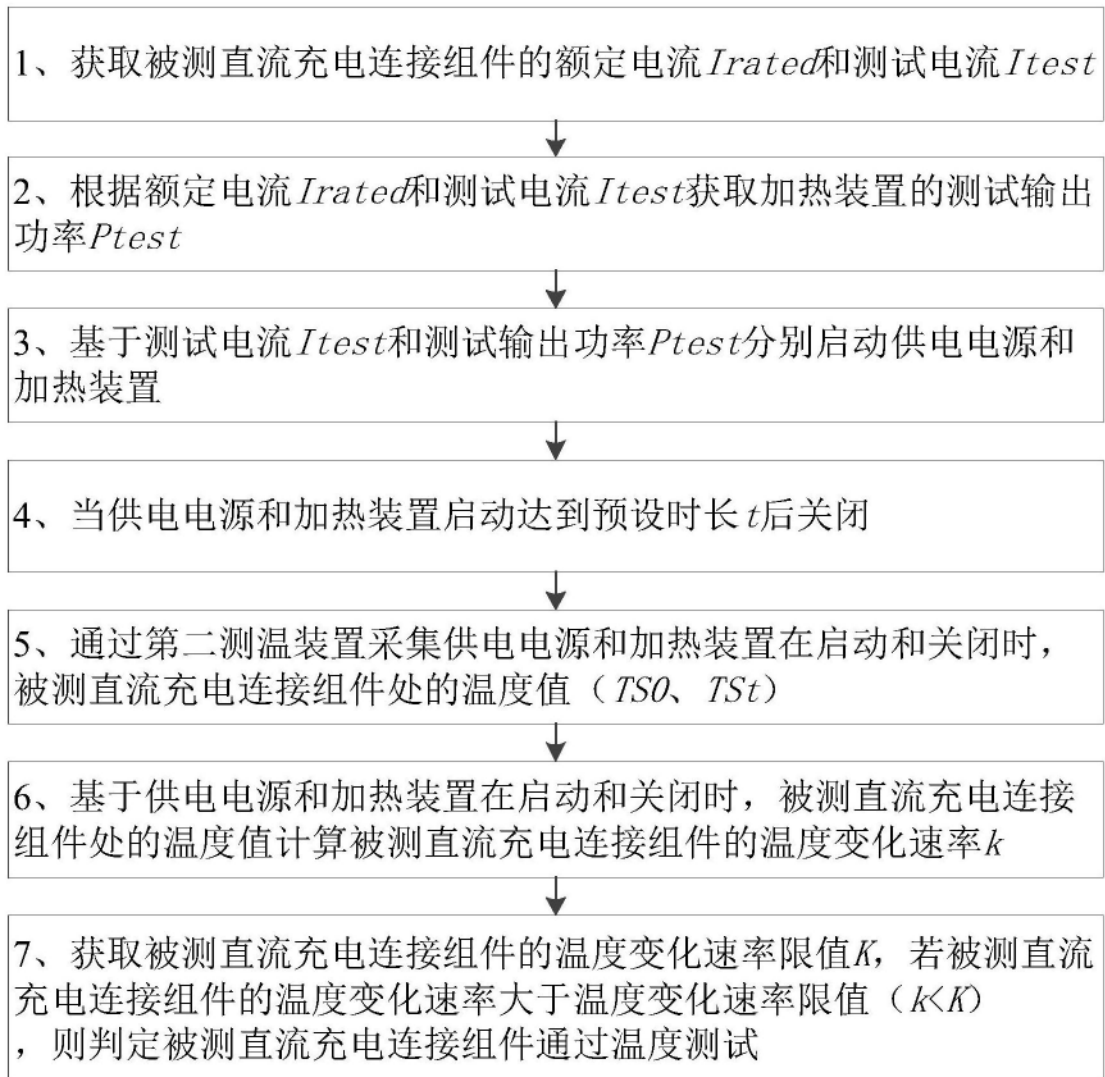 1、获取被测直流充电连接组件的额定电流Irated和测试电流Itest
2、根据额定电流Irated和测试电流Itest获取加热装置的测试输出
功率Ptest
3、基于测试电流Itest和测试输出功率Ptest分别启动供电电源和
加热装置
4、当供电电源和加热装置启动达到预设时长t后关闭
5、通过第二测温装置采集供电电源和加热装置在启动和关闭时，
被测直流充电连接组件处的温度值（TS0、TSt）
6、基于供电电源和加热装置在启动和关闭时，被测直流充电连接
组件处的温度值计算被测直流充电连接组件的温度变化速率k
7、获取被测直流充电连接组件的温度变化速率限值K，若被测直流
充电连接组件的温度变化速率大于温度变化速率限值（k<K）
，则判定被测直流充电连接组件通过温度测试